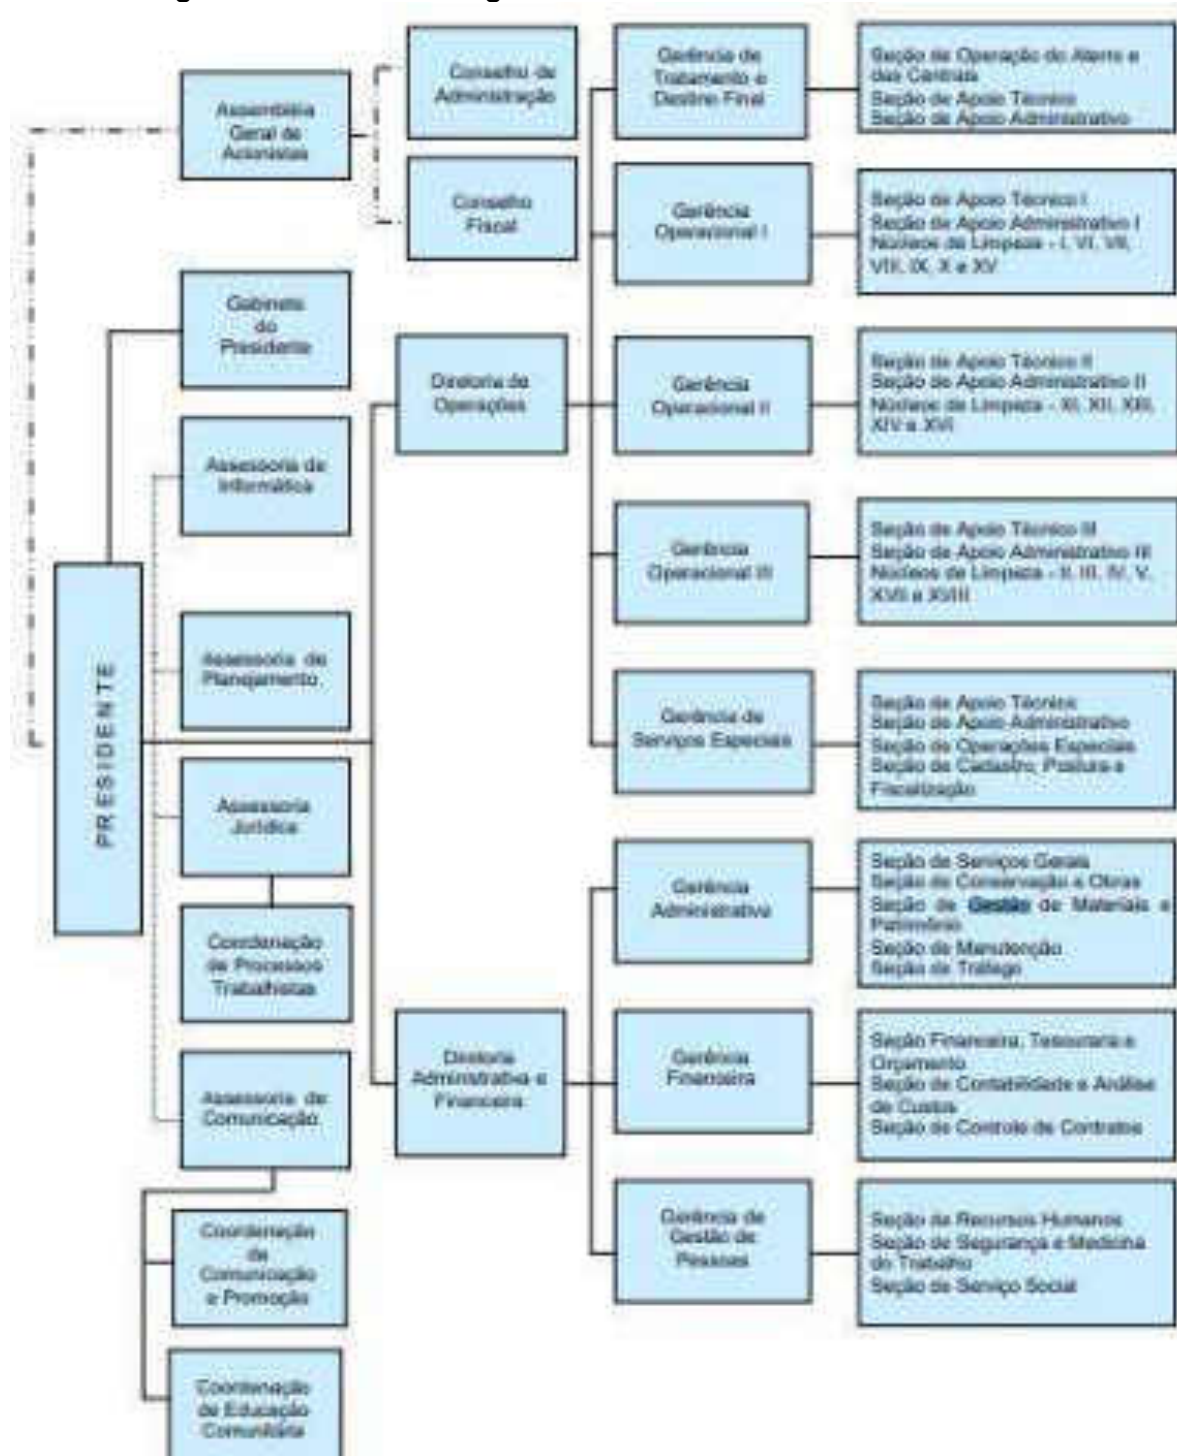 Assembléia
Geral de
Acionistas
Conselho de
Administração
Conselho
Fiscal
Gabinete
do
Presidente
Assessoria de
Informática
Assessoria de
Planejamento
PRESIDENTE
Assessoria
Jurídica
Coordenação
de Processos
Trabalhistas
Assessoria de
Comunicação
Coordenação
de
Comunicação
e Promoção
Coordenação
de Educação
Comunitária
Diretoria de
Operações
Gerência de
Tratamento e
Destino Final
Seção de Operação do Aterro e
das Centrais
Seção de Apoio Técnico
Seção de Apoio Administrativo
Gerência
Operacional I
Seção de Apoio Técnico I
Seção de Apoio Administrativo I
Núcleos de Limpeza - I, VI, VII,
VIII, IX, X e XV
Gerência
Operacional II
Seção de Apoio Técnico II
Seção de Apoio Administrativo II
Núcleos de Limpeza - XI, XII, XIII,
XIV e XVI
Gerência
Operacional III
Seção de Apoio Técnico III
Seção de Apoio Administrativo III
Núcleos de Limpeza - II, III, IV, V,
XVII e XVIII
Gerência de
Serviços Especiais
Seção de Apoio Técnico
Seção de Apoio Administrativo
Seção de Operações Especiais
Seção de Cadastro, Postura e
Fiscalização
Diretoria
Administrativa e
Financeira
Gerência
Administrativa
Seção de Serviços Gerais
Seção de Conservação e Obras
Seção de Gestão de Materiais e
Patrimônio
Seção de Manutenção
Seção de Tráfego
Gerência
Financeira
Seção Financeira, Tesouraria e
Orçamento
Seção de Contabilidade e Análise
de Custos
Seção de Controle de Contratos
Gerência de
Gestão de
Pessoas
Seção de Recursos Humanos
Seção de Segurança e Medicina
do Trabalho
Seção de Serviço Social